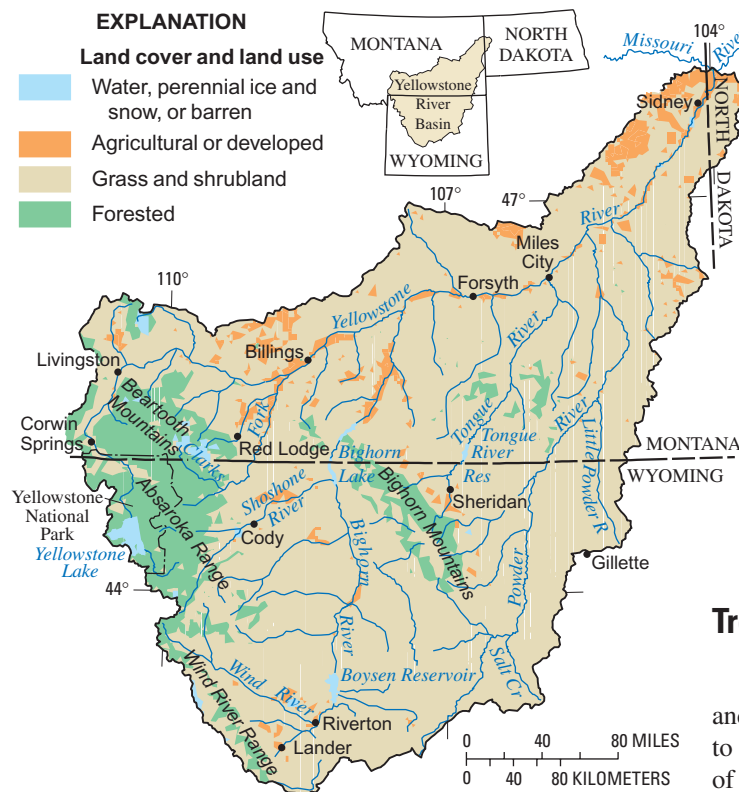 EXPLANATION
Land cover and land use
Water, perennial ice and
snow, or barren
Agricultural or developed
Grass and shrubland
Forested
MONTANA
NORTH
DAKOTA
Yellowstone
River
Basin
WYOMING
104°
Missouri
River
Sidney
NORTH
DAKOTA
107°
47°
River
Miles
City
Forsyth
110°
Yellowstone
River
Billings
Livingston
Beartooth
Mountains
Fork
Corwin
Springs
Clarks
Red Lodge
Bighorn
Lake
Tongue
Tongue
River
Res
River
Little Powder R
MONTANA
WYOMING
Yellowstone
National
Park
Absaroka Range
Shoshone
River
Bighorn Mountains
Sheridan
Cody
Yellowstone
Lake
Bighorn
River
Powder
Gillette
44°
Wind River
Boysen Reservoir
Salt Cr
Wind River Range
Riverton
Lander
0 40 80 MILES
0 40 80 KILOMETERS
Tr
and
to
of